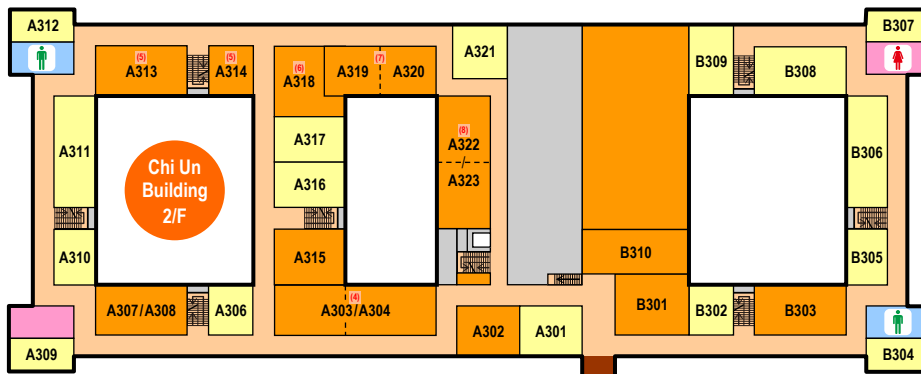 A312
B307
(5)
A313
(5)
A314
(6)
A318
A319
(7)
A320
A321
B309
B308
A311
A317
(8)
A322
/
A323
B306
Chi Un
Building
2/F
A316
A310
A315
B310
B305
A307/A308
A306
(4)
A303/A304
A302
A301
B301
B302
B303
A309
B304